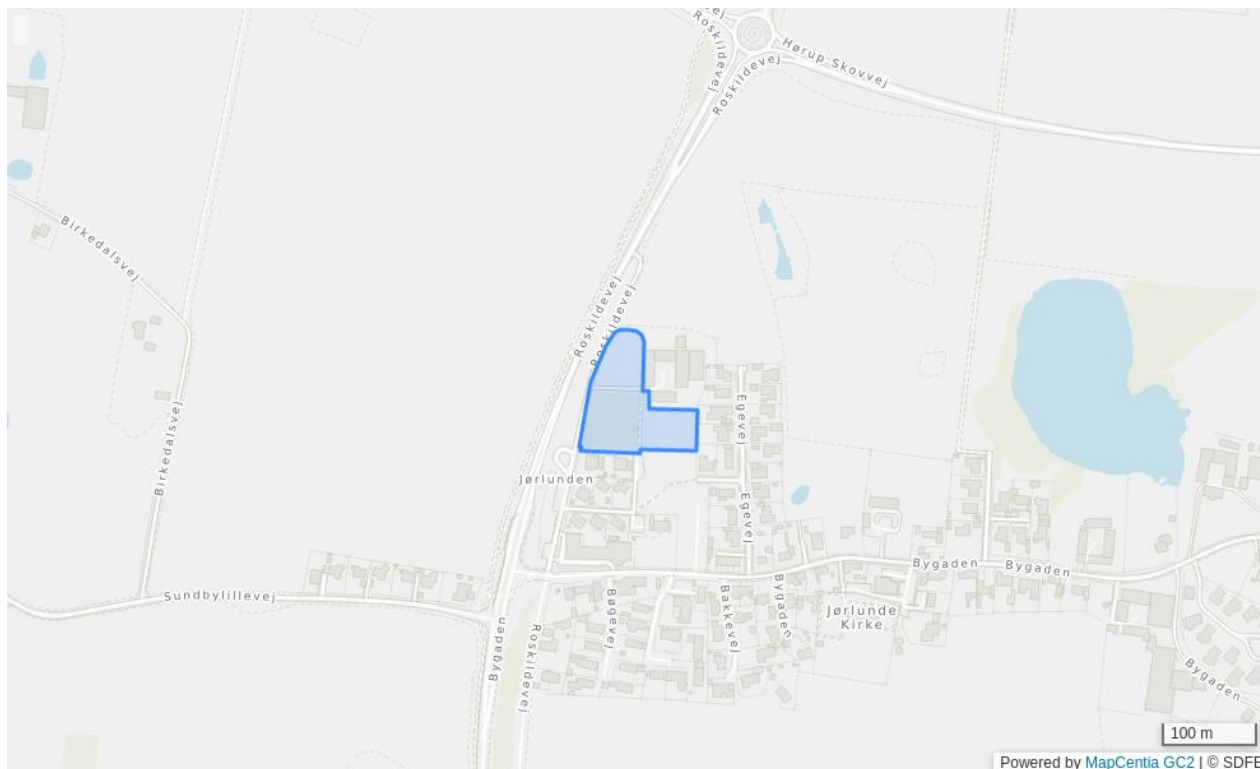 Roskildevej
Hørup Skovvej
Roskildevej
Birkedalsvej
Roskildevej
Roskildevej
Birkedalsvej
Egevej
Jørlunden
Egevej
Bygaden
Bygaden
Sundbylillevej
Bøgevej
Bakkevej
Bygaden
Jørlunde
Kirke
Bygaden
Roskildevej
Bygaden
100 m
Powered by MapCentia GC2 | © SDFE